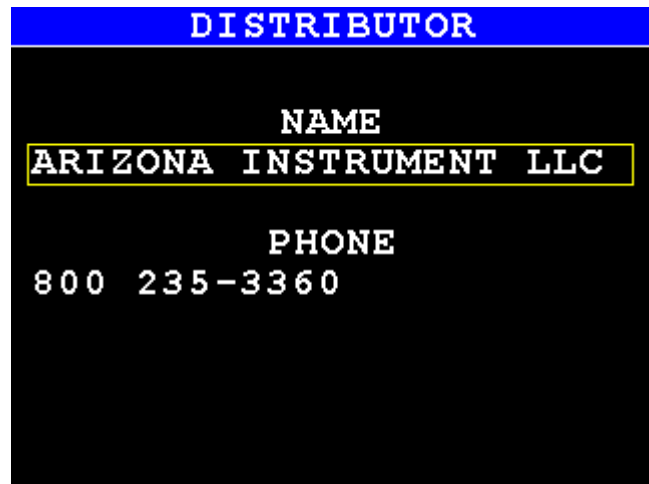 DISTRIBUTOR
NAME
ARIZONA INSTRUMENT LLC
PHONE
800 235-3360